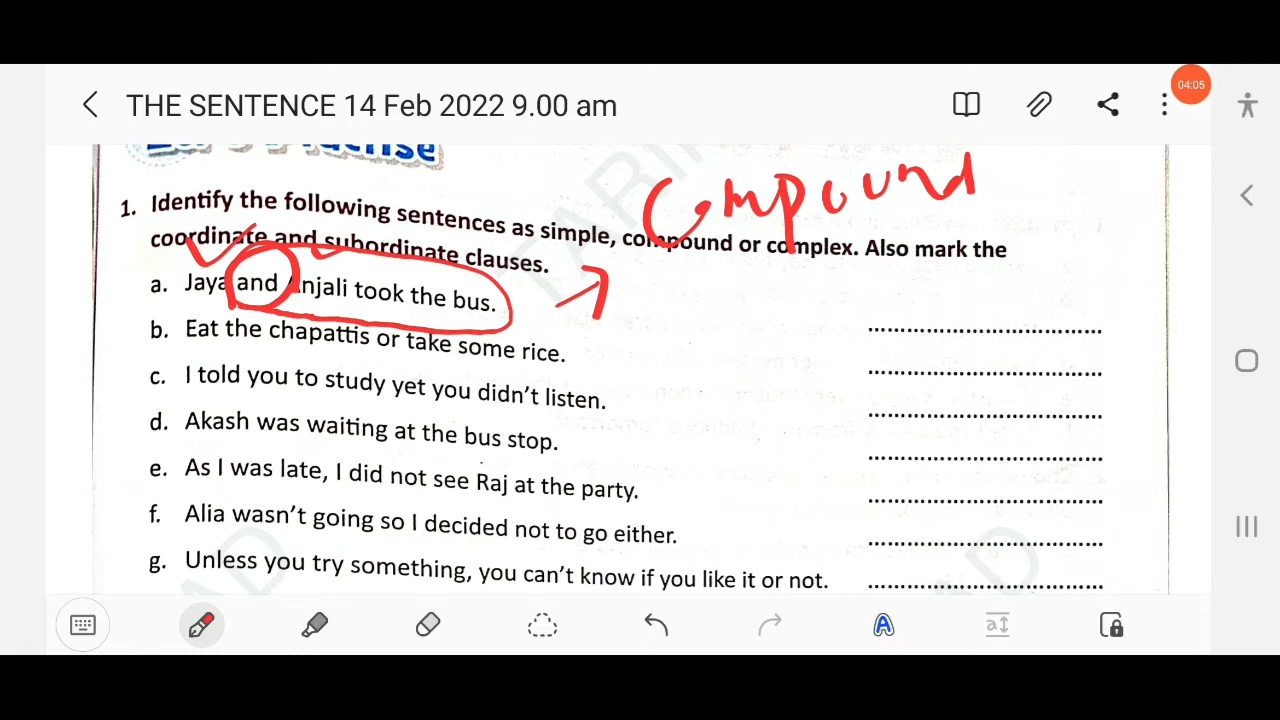 THE SENTENCE 14 Feb 2022 9.00 am
04:05
Compound
1. Identify the following sentences as simple, compound or complex. Also mark the
coordinate and subordinate clauses.
a. Jaya and Anjali took the bus. ................................
b. Eat the chapattis or take some rice. ................................
c. I told you to study yet you didn't listen. ................................
d. Akash was waiting at the bus stop. ................................
e. As I was late, I did not see Raj at the party. ................................
f. Alia wasn't going so I decided not to go either. ................................
g. Unless you try something, you can't know if you like it or not. ................................